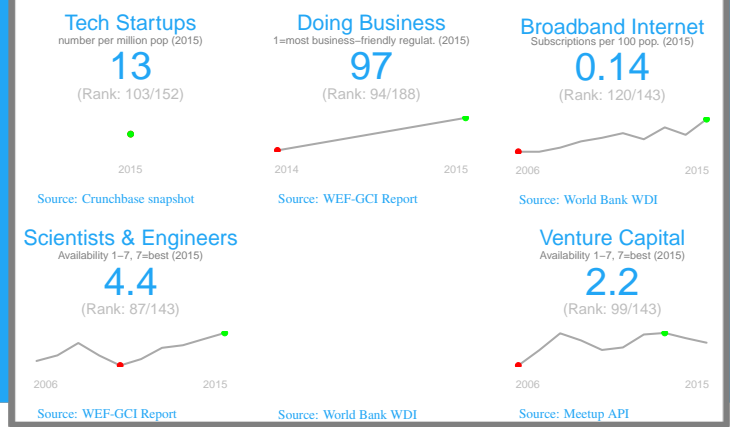 Tech Startups
number per million pop (2015)
13
(Rank: 103/152)
2015
Source: Crunchbase snapshot
Doing Business
1=most business−friendly regulat. (2015)
97
(Rank: 94/188)
2014 2015
Source: WEF-GCI Report
Broadband Internet
Subscriptions per 100 pop. (2015)
0.14
(Rank: 120/143)
2006 2015
Source: World Bank WDI
Scientists & Engineers
Availability 1−7, 7=best (2015)
4.4
(Rank: 87/143)
2006 2015
Source: WEF-GCI Report
Source: World Bank WDI
Venture Capital
Availability 1−7, 7=best (2015)
2.2
(Rank: 99/143)
2006 2015
Source: Meetup API